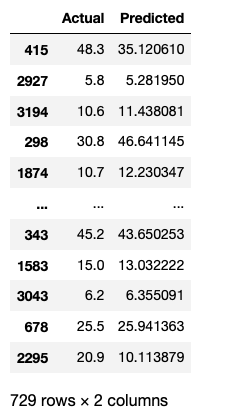 Actual Predicted
415 48.3 35.120610
2927 5.8 5.281950
3194 10.6 11.438081
298 30.8 46.641145
1874 10.7 12.230347
... ... ...
343 45.2 43.650253
1583 15.0 13.032222
3043 6.2 6.355091
678 25.5 25.941363
2295 20.9 10.113879
729 rows × 2 columns